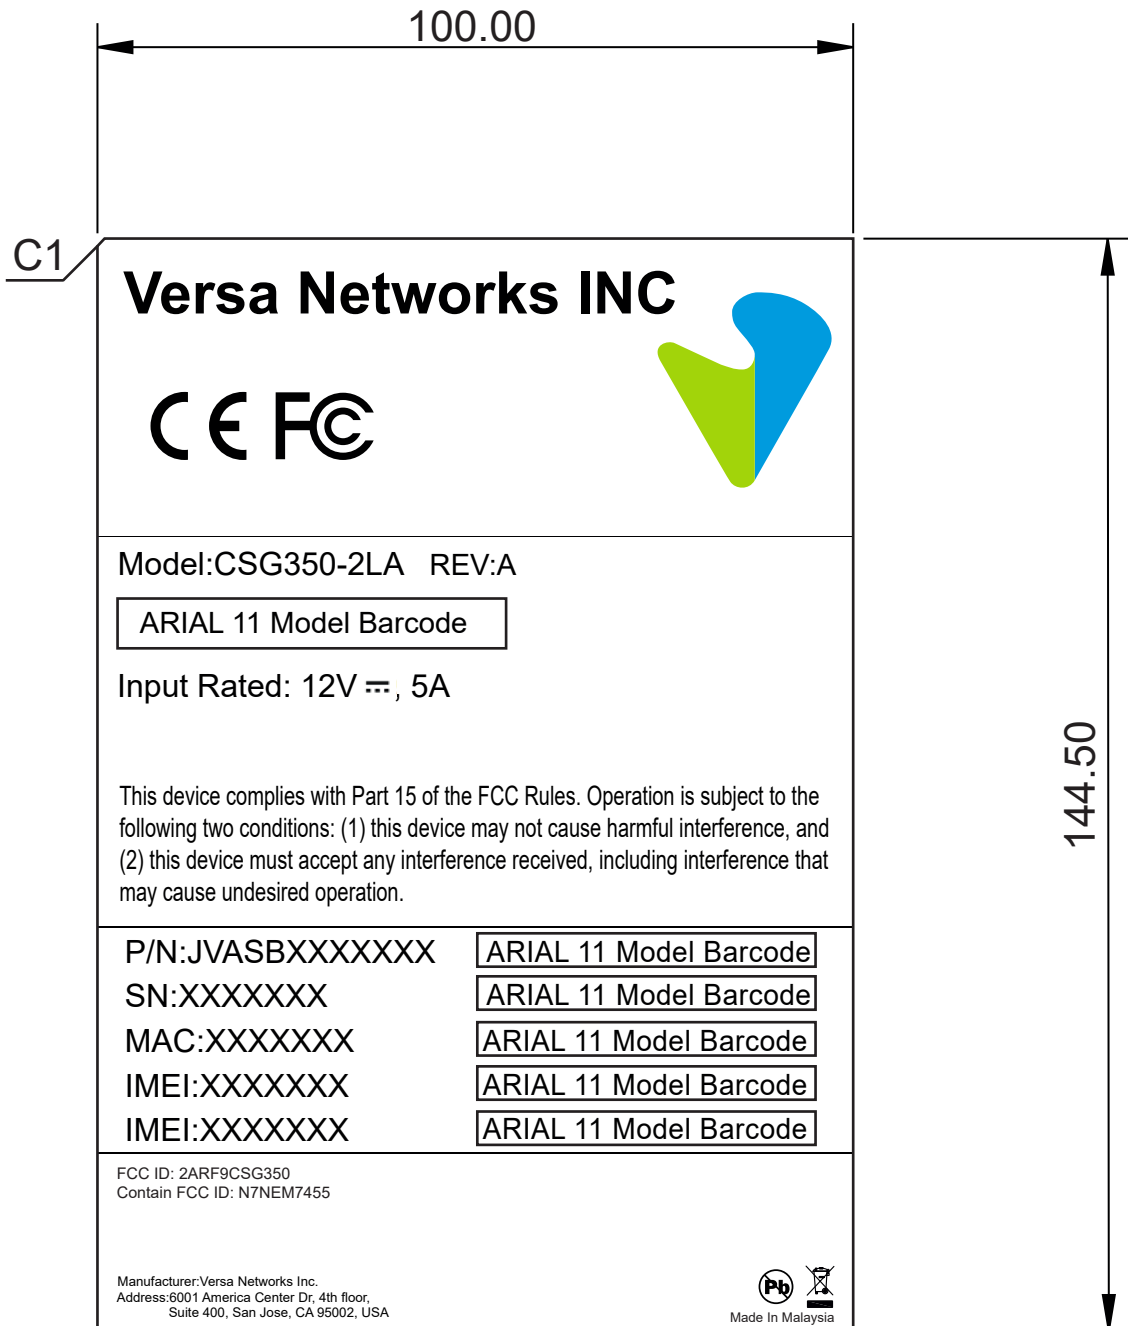 100.00
C1
Versa Networks INC
CE FC
Model:CSG350-2LA REV:A
ARIAL 11 Model Barcode
Input Rated: 12V ⎓, 5A
144.50
This device complies with Part 15 of the FCC Rules. Operation is subject to the
following two conditions: (1) this device may not cause harmful interference, and
(2) this device must accept any interference received, including interference that
may cause undesired operation.
P/N:JVASBXXXXXXX ARIAL 11 Model Barcode
SN:XXXXXXX ARIAL 11 Model Barcode
MAC:XXXXXXX ARIAL 11 Model Barcode
IMEI:XXXXXXX ARIAL 11 Model Barcode
IMEI:XXXXXXX ARIAL 11 Model Barcode
FCC ID: 2ARF9CSG350
Contain FCC ID: N7NEM7455
Manufacturer:Versa Networks Inc.
Address:6001 America Center Dr, 4th floor,
Suite 400, San Jose, CA 95002, USA
Pb
Made In Malaysia